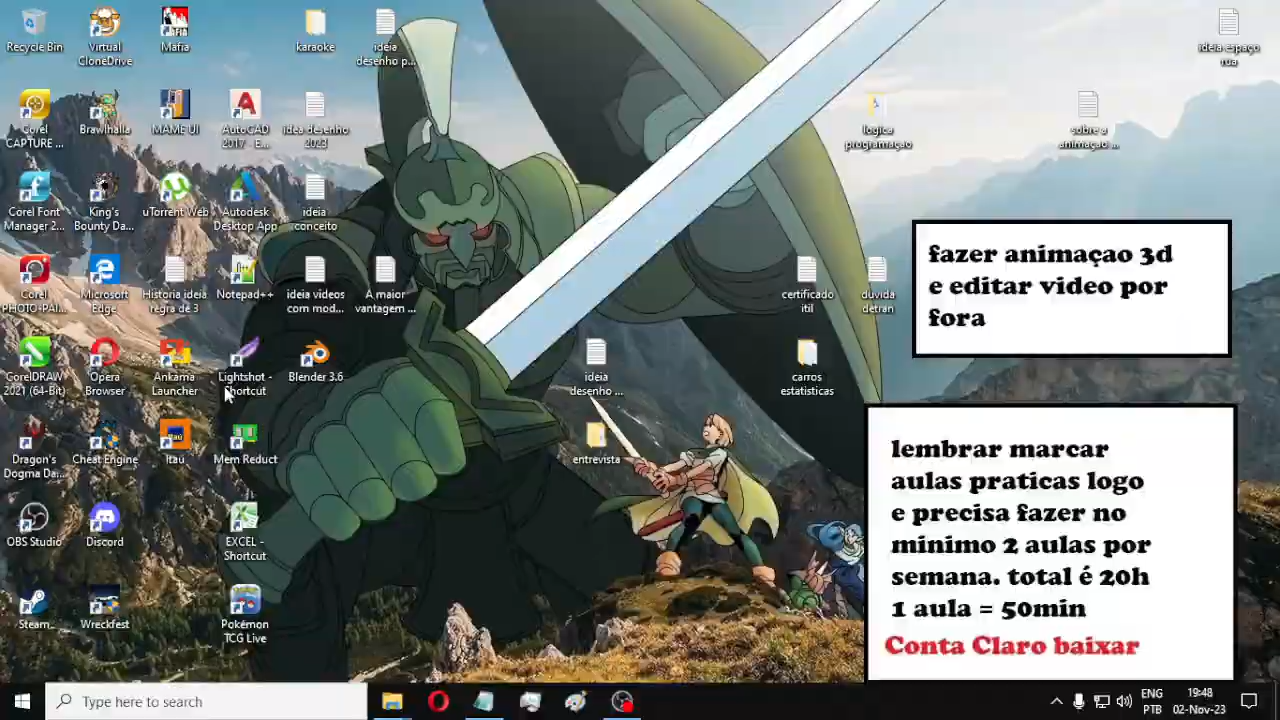 Recycle Bin
Virtual
CloneDrive
Mafia
karaoke
idéia
desenho p...
ideia espaço
rua
Corel
CAPTURE ...
Brawlhalla
MAME UI
AutoCAD
2017 - E...
idea desenho
2023
logica
programaçao
sobre a
animaçao ...
Corel Font
Manager 2...
King's
Bounty Da...
uTorrent Web
Autodesk
Desktop App
ideia
conceito
fazer animaçao 3d
e editar video por
fora
Corel
PHOTO-PAI...
Microsoft
Edge
Historia ideia
regra de 3
Notepad++
ideia videos
com mod...
A maior
vantagem ...
certificado
itil
duvida
detran
CorelDRAW
2021 (64-Bit)
Opera
Browser
Ankama
Launcher
Lightshot -
Shortcut
Blender 3.6
ideia
desenho ...
carros
estatisticas
Dragon's
Dogma Da...
Cheat Engine
Itaú
Mem Reduct
entrevista
lembrar marcar
aulas praticas logo
e precisa fazer no
minimo 2 aulas por
semana. total é 20h
1 aula = 50min
Conta Claro baixar
OBS Studio
Discord
EXCEL -
Shortcut
Steam
Wreckfest
Pokémon
TCG Live
Type here to search
ENG
PTB
19:48
02-Nov-23